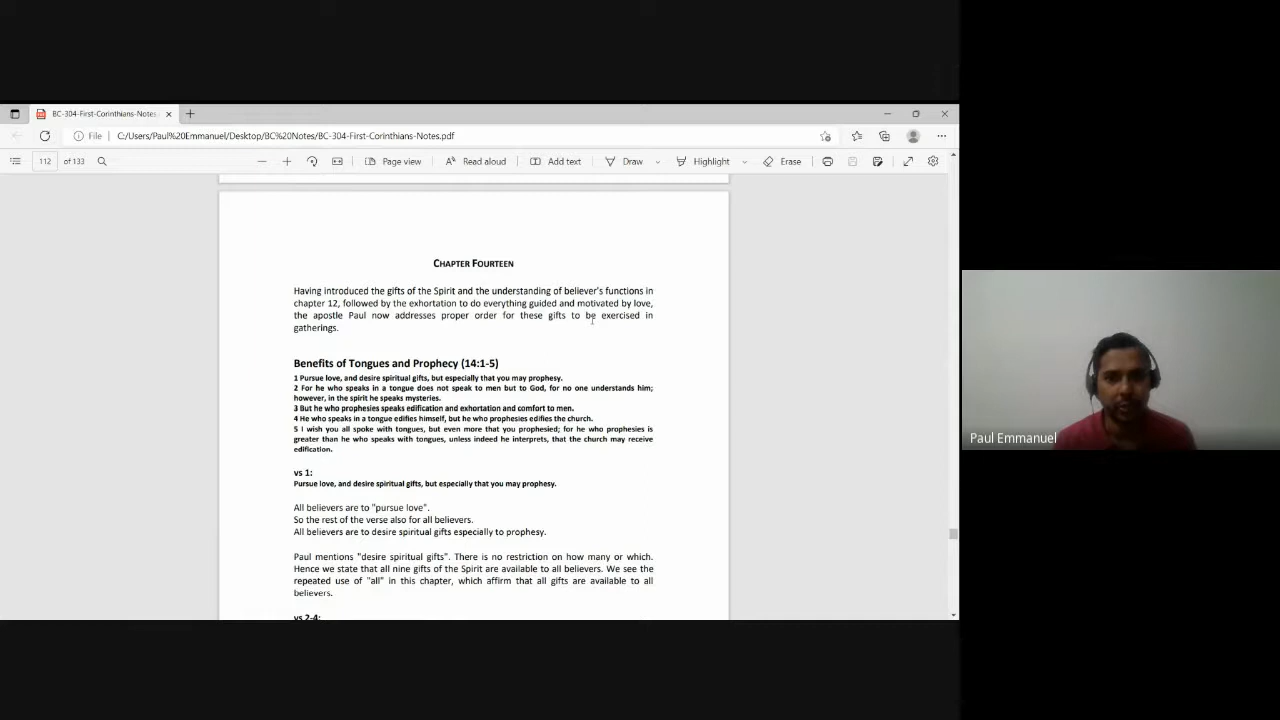 BC-304-First-Corinthians-Notes
File C:/Users/Paul%20Emmanuel/Desktop/BC%20Notes/BC-304-First-Corinthians-Notes.pdf
112 of 133 Page view Read aloud Add text Draw Highlight Erase
CHAPTER FOURTEEN
Having introduced the gifts of the Spirit and the understanding of believer's functions in
chapter 12, followed by the exhortation to do everything guided and motivated by love,
the apostle Paul now addresses proper order for these gifts to be exercised in
gatherings.
Benefits of Tongues and Prophecy (14:1-5)
1 Pursue love, and desire spiritual gifts, but especially that you may prophesy.
2 For he who speaks in a tongue does not speak to men but to God, for no one understands him;
however, in the spirit he speaks mysteries.
3 But he who prophesies speaks edification and exhortation and comfort to men.
4 He who speaks in a tongue edifies himself, but he who prophesies edifies the church.
5 I wish you all spoke with tongues, but even more that you prophesied; for he who prophesies is
greater than he who speaks with tongues, unless indeed he interprets, that the church may receive
edification.
vs 1:
Pursue love, and desire spiritual gifts, but especially that you may prophesy.
All believers are to "pursue love".
So the rest of the verse also for all believers.
All believers are to desire spiritual gifts especially to prophesy.
Paul mentions "desire spiritual gifts". There is no restriction on how many or which.
Hence we state that all nine gifts of the Spirit are available to all believers. We see the
repeated use of "all" in this chapter, which affirm that all gifts are available to all
believers.
vs 2-4:
Paul Emmanuel